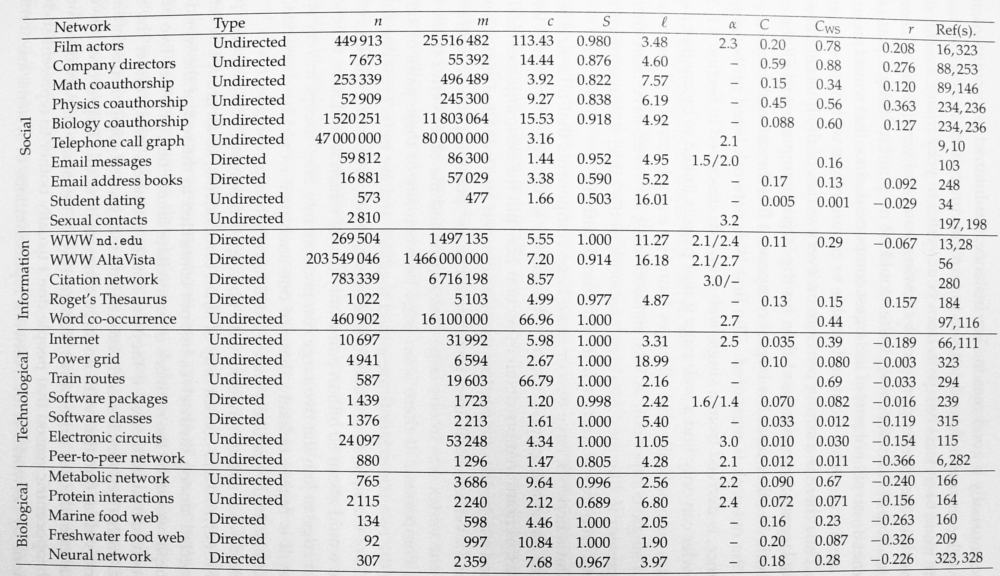 Network Type n m c S ℓ α C C_WS r Ref(s).
Social
Film actors Undirected 449 913 25 516 482 113.43 0.980 3.48 2.3 0.20 0.78 0.208 16,323
Company directors Undirected 7 673 55 392 14.44 0.876 4.60 – 0.59 0.88 0.276 88,253
Math coauthorship Undirected 253 339 496 489 3.92 0.822 7.57 – 0.15 0.34 0.120 89,146
Physics coauthorship Undirected 52 909 245 300 9.27 0.838 6.19 – 0.45 0.56 0.363 234,236
Biology coauthorship Undirected 1 520 251 11 803 064 15.53 0.918 4.92 – 0.088 0.60 0.127 234,236
Telephone call graph Undirected 47 000 000 80 000 000 3.16 2.1 9,10
Email messages Directed 59 812 86 300 1.44 0.952 4.95 1.5/2.0 0.16 103
Email address books Directed 16 881 57 029 3.38 0.590 5.22 – 0.17 0.13 0.092 248
Student dating Undirected 573 477 1.66 0.503 16.01 – 0.005 0.001 −0.029 34
Sexual contacts Undirected 2 810 3.2 197,198
Information
WWW nd.edu Directed 269 504 1 497 135 5.55 1.000 11.27 2.1/2.4 0.11 0.29 −0.067 13,28
WWW AltaVista Directed 203 549 046 1 466 000 000 7.20 0.914 16.18 2.1/2.7 56
Citation network Directed 783 339 6 716 198 8.57 3.0/– 280
Roget's Thesaurus Directed 1 022 5 103 4.99 0.977 4.87 – 0.13 0.15 0.157 184
Word co-occurrence Undirected 460 902 16 100 000 66.96 1.000 2.7 0.44 97,116
Technological
Internet Undirected 10 697 31 992 5.98 1.000 3.31 2.5 0.035 0.39 −0.189 66,111
Power grid Undirected 4 941 6 594 2.67 1.000 18.99 – 0.10 0.080 −0.003 323
Train routes Undirected 587 19 603 66.79 1.000 2.16 – 0.69 −0.033 294
Software packages Directed 1 439 1 723 1.20 0.998 2.42 1.6/1.4 0.070 0.082 −0.016 239
Software classes Directed 1 376 2 213 1.61 1.000 5.40 – 0.033 0.012 −0.119 315
Electronic circuits Undirected 24 097 53 248 4.34 1.000 11.05 3.0 0.010 0.030 −0.154 115
Peer-to-peer network Undirected 880 1 296 1.47 0.805 4.28 2.1 0.012 0.011 −0.366 6,282
Biological
Metabolic network Undirected 765 3 686 9.64 0.996 2.56 2.2 0.090 0.67 −0.240 166
Protein interactions Undirected 2 115 2 240 2.12 0.689 6.80 2.4 0.072 0.071 −0.156 164
Marine food web Directed 134 598 4.46 1.000 2.05 – 0.16 0.23 −0.263 160
Freshwater food web Directed 92 997 10.84 1.000 1.90 – 0.20 0.087 −0.326 209
Neural network Directed 307 2 359 7.68 0.967 3.97 – 0.18 0.28 −0.226 323,328